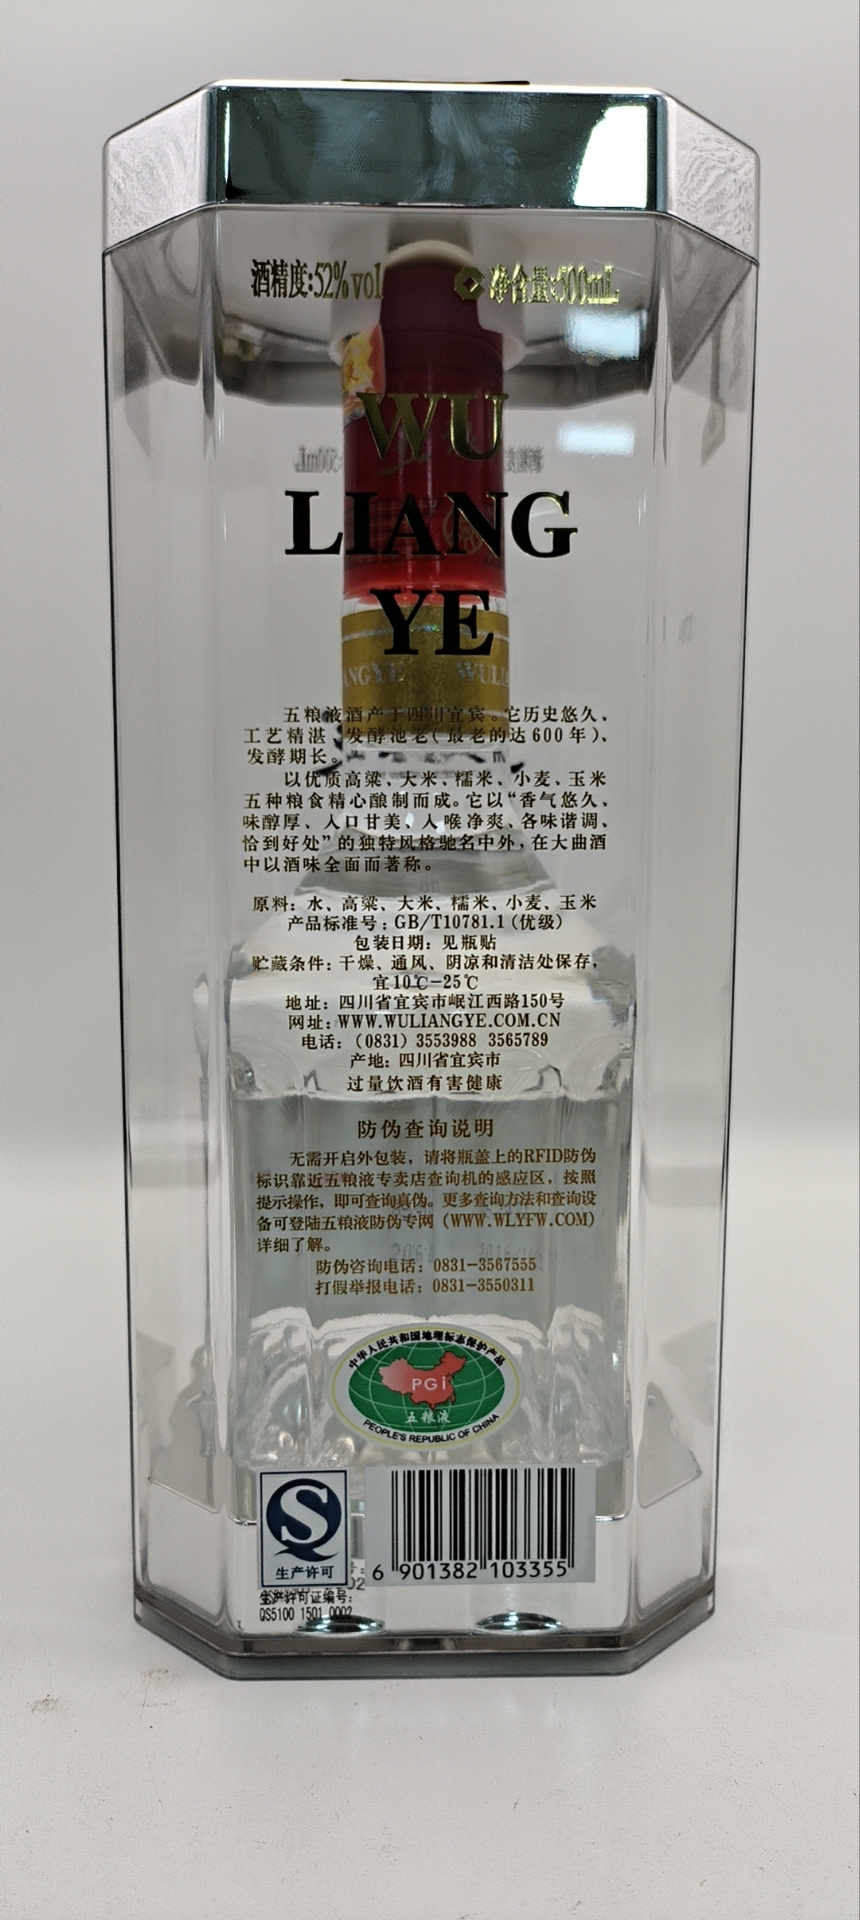 酒精度:52%vol 净含量:500mL
WU
LIANG
YE
ANGYE WULIA
五粮液酒产于四川宜宾。它历史悠久、
工艺精湛、发酵池老(最老的达600年)、
发酵期长。
以优质高粱、大米、糯米、小麦、玉米
五种粮食精心酿制而成。它以“香气悠久、
味醇厚、入口甘美、入喉净爽、各味谐调、
恰到好处”的独特风格驰名中外,在大曲酒
中以酒味全面而著称。
原料: 水、高粱、大米、糯米、小麦、玉米
产品标准号: GB/T10781.1(优级)
包装日期: 见瓶贴
贮藏条件: 干燥、通风、阴凉和清洁处保存,
宜10℃-25℃
地址: 四川省宜宾市岷江西路150号
网址: WWW.WULIANGYE.COM.CN
电话: (0831) 3553988 3565789
产地: 四川省宜宾市
过量饮酒有害健康
防伪查询说明
无需开启外包装, 请将瓶盖上的RFID防伪
标识靠近五粮液专卖店查询机的感应区, 按照
提示操作, 即可查询真伪。更多查询方法和查询设
备可登陆五粮液防伪专网 (WWW.WLYFW.COM)
详细了解。
防伪咨询电话: 0831-3567555
打假举报电话: 0831-3550311
中华人民共和国地理标志保护产品
PGI
五粮液
PEOPLE'S REPUBLIC OF CHINA
生产许可
6 901382 103355
生产许可证编号:
QS5100 1501 0002